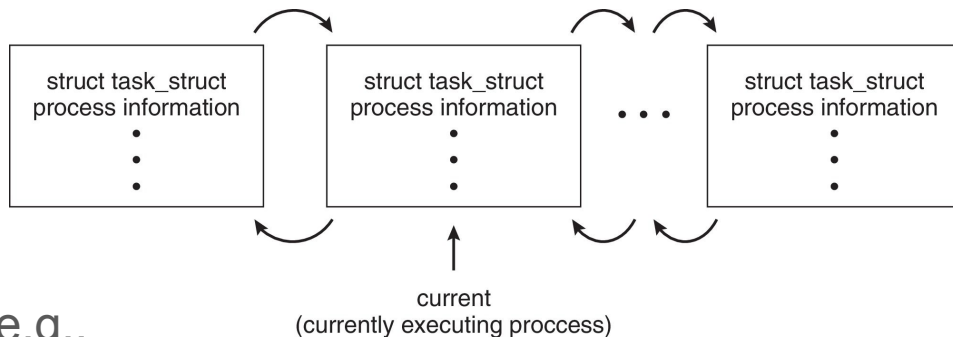 struct task_struct
process information
struct task_struct
process information
• • •
struct task_struct
process information
current
(currently executing proccess)
e.g.,